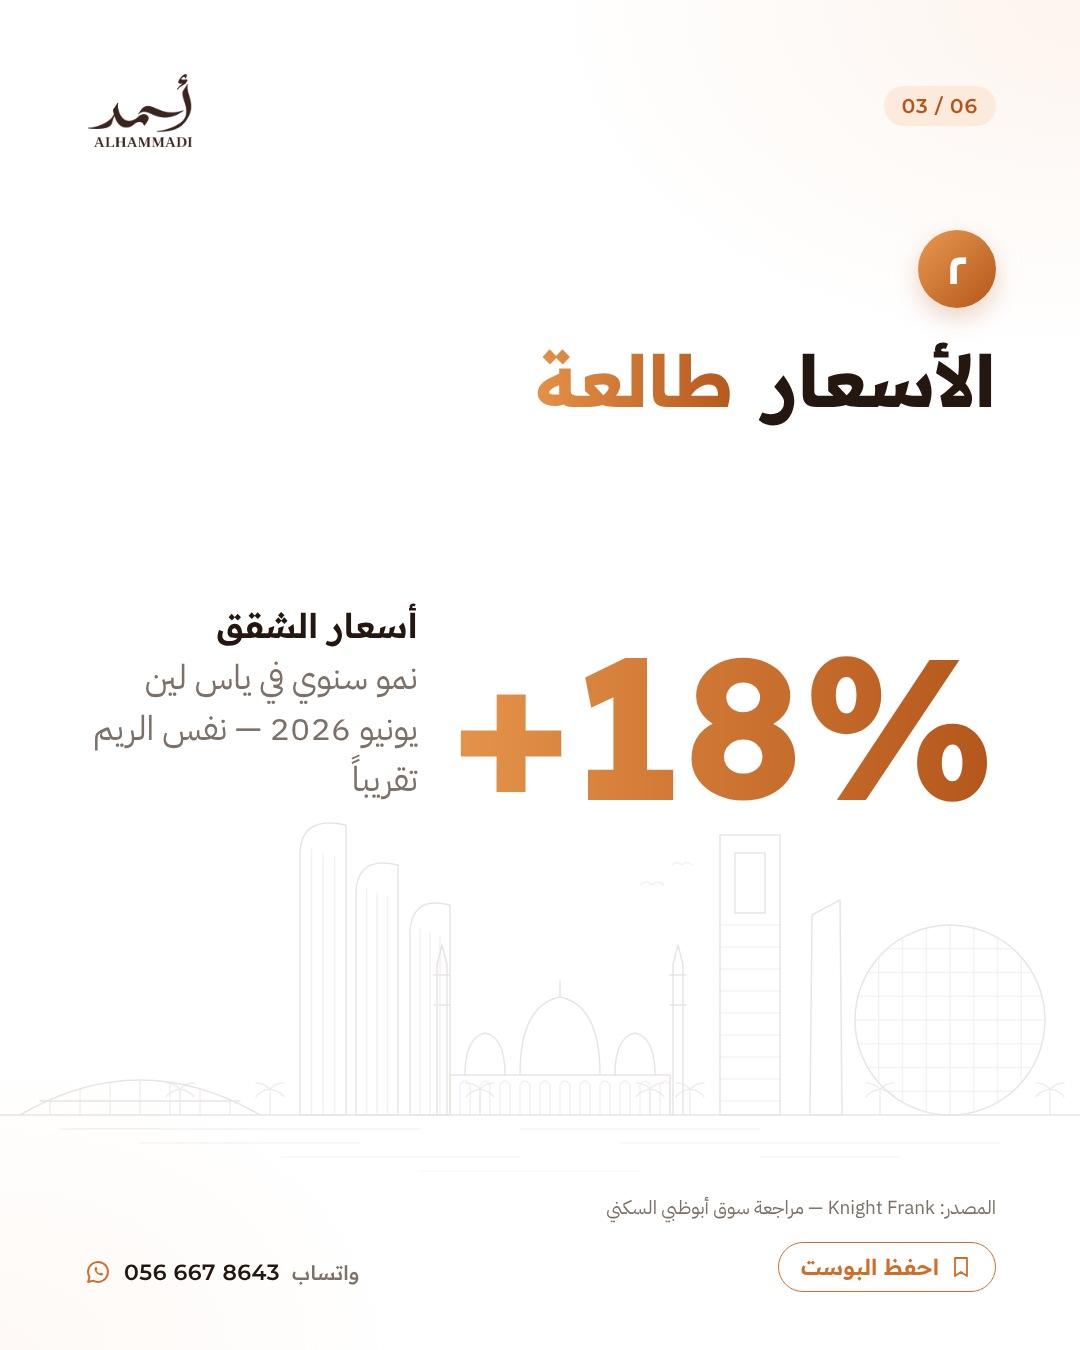 أحمد
ALHAMMADI
03 / 06
٢
الأسعار طالعة
+18%
أسعار الشقق
نمو سنوي في ياس لين
يونيو 2026 — نفس الريم
تقريباً
المصدر: Knight Frank — مراجعة سوق أبوظبي السكني
احفظ البوست
واتساب 056 667 8643